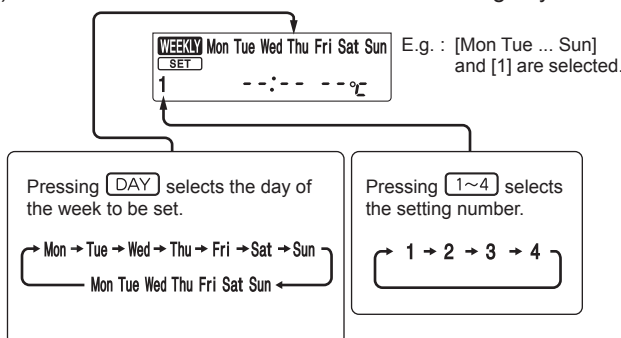 WEEKLY Mon Tue Wed Thu Fri Sat Sun
SET
1 --:-- --°C
E.g. : [Mon Tue ... Sun]
and [1] are selected.
Pressing DAY selects the day of
the week to be set.
Mon → Tue → Wed → Thu → Fri → Sat → Sun
Mon Tue Wed Thu Fri Sat Sun
Pressing 1~4 selects
the setting number.
1 → 2 → 3 → 4